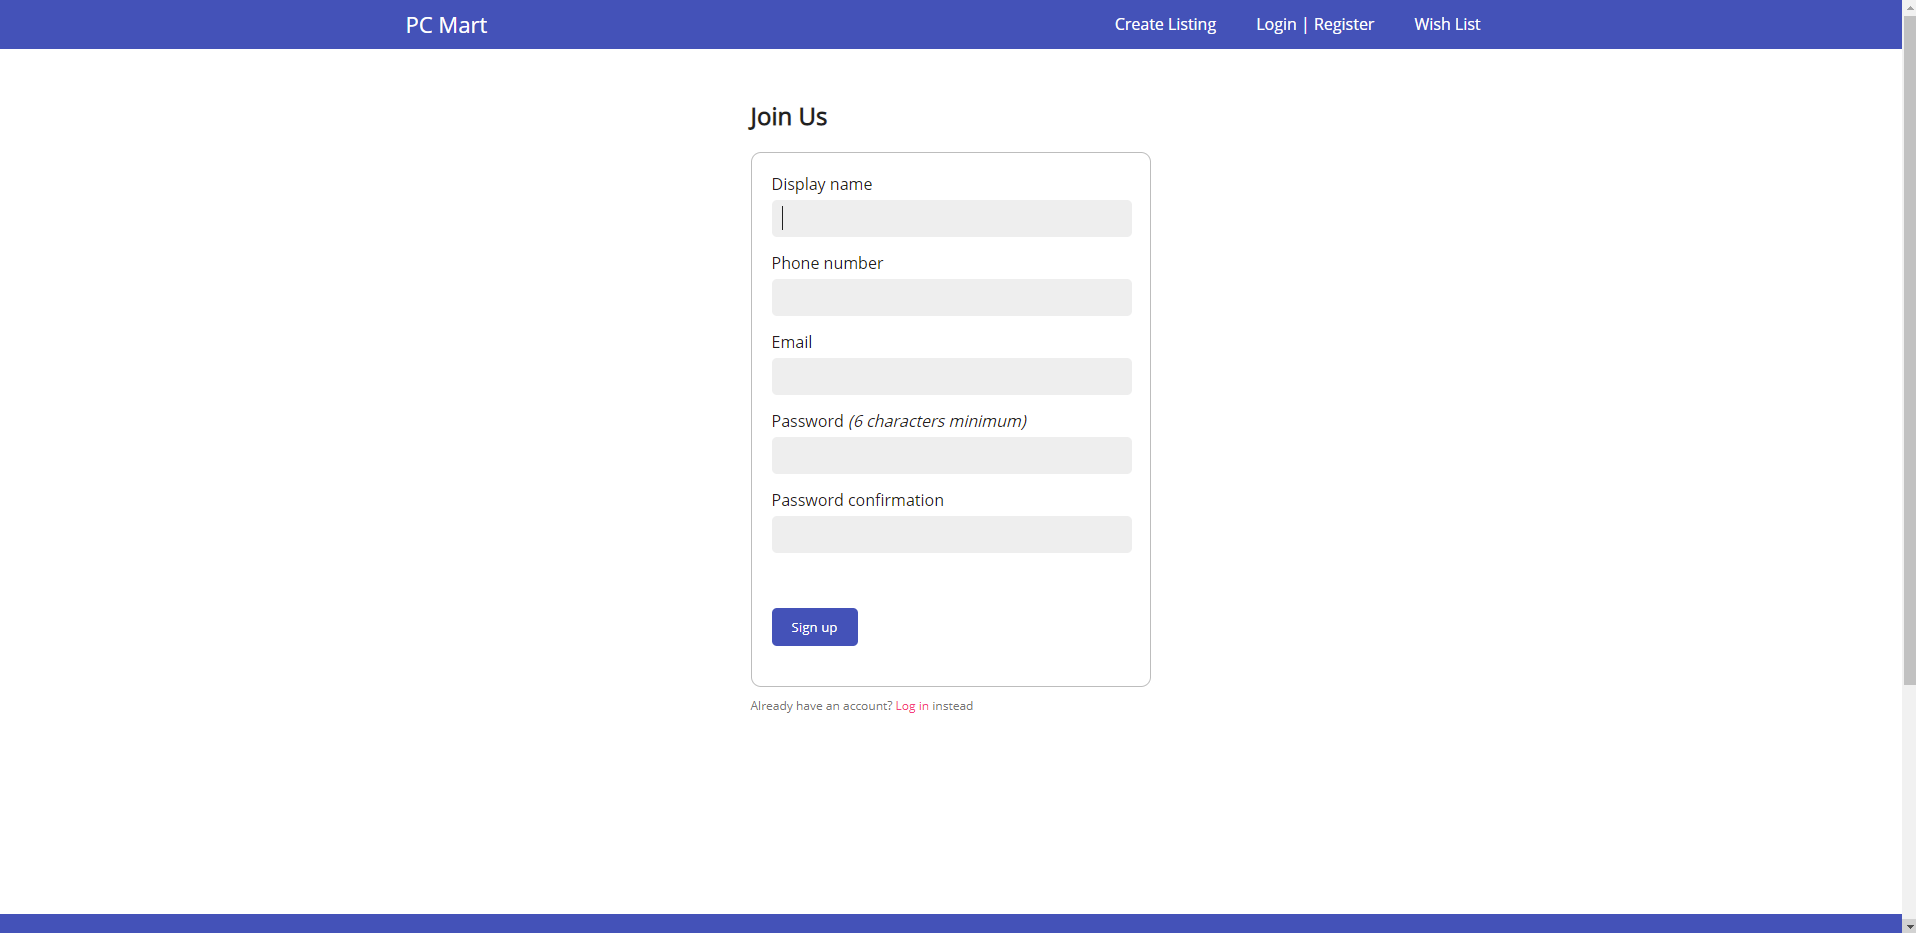 PC Mart
Create Listing
Login | Register
Wish List
Join Us
Display name
Phone number
Email
Password (6 characters minimum)
Password confirmation
Sign up
Already have an account? Log in instead